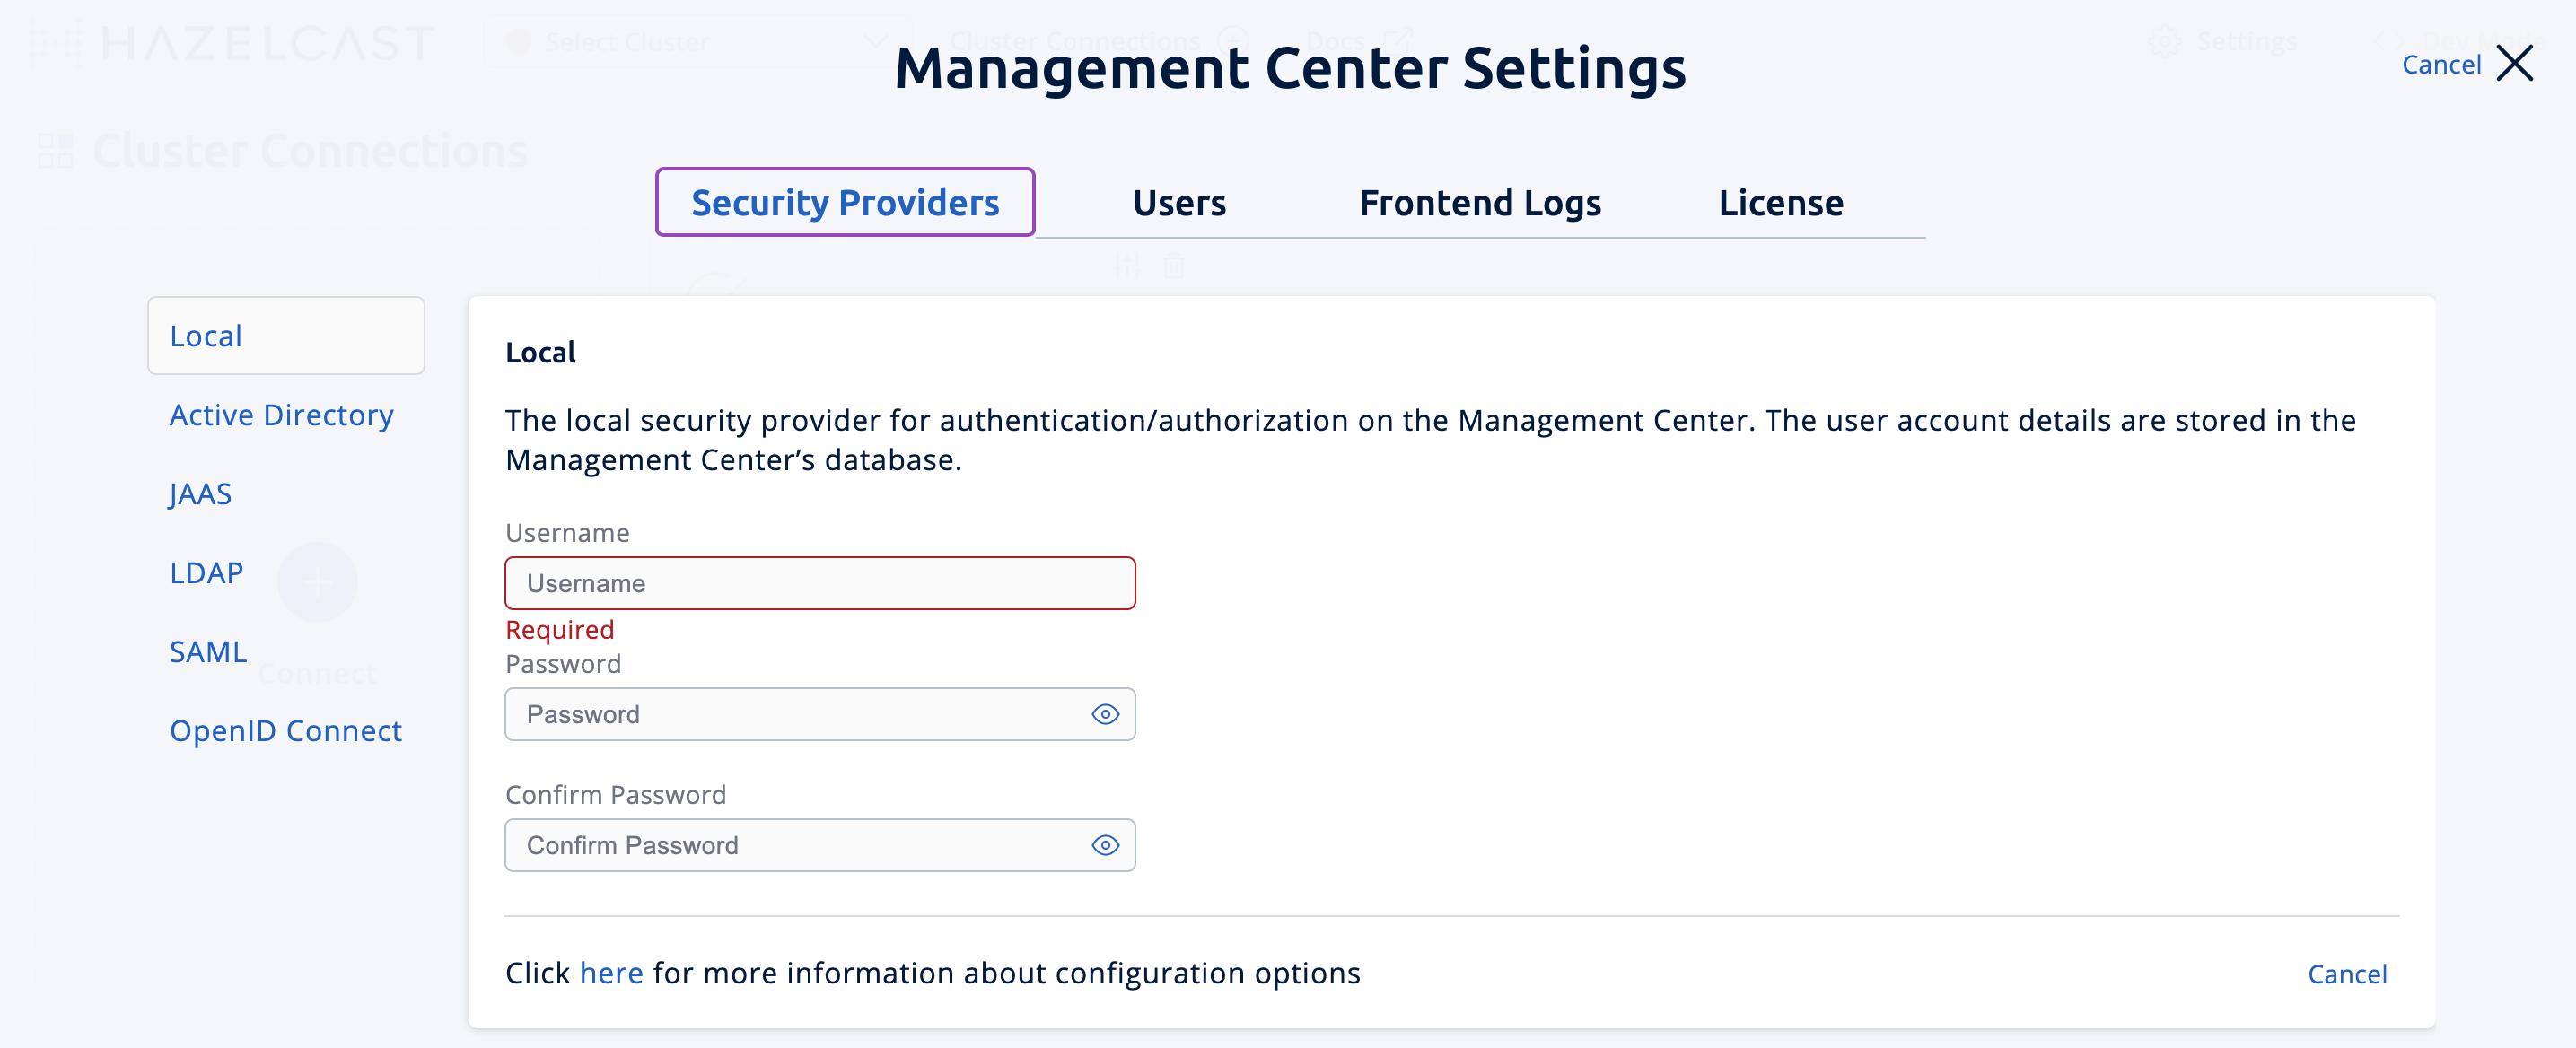 HAZELCAST
Select Cluster
Cluster Connections
Docs
Settings
Dev Mode
Management Center Settings
Cancel
Cluster Connections
Security Providers
Users
Frontend Logs
License
Local
Active Directory
JAAS
LDAP
SAML
Connect
OpenID Connect
Local
The local security provider for authentication/authorization on the Management Center. The user account details are stored in the
Management Center’s database.
Username
Username
Required
Password
Password
Confirm Password
Confirm Password
Click here for more information about configuration options
Cancel